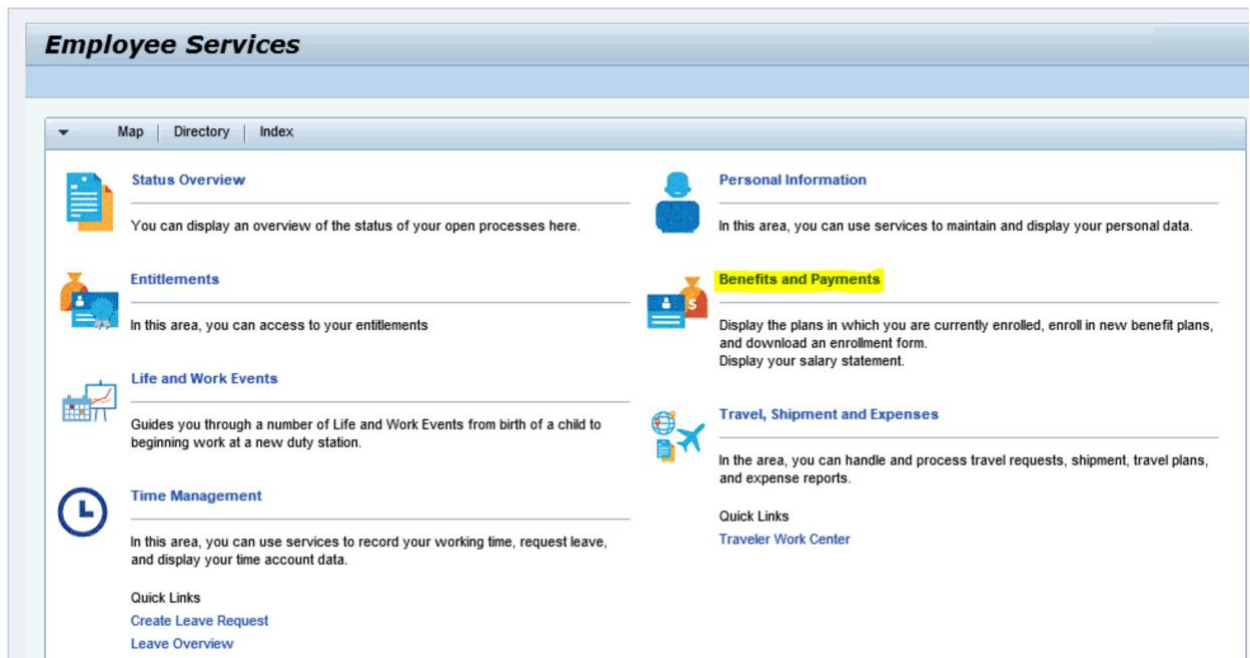 Employee Services
Map | Directory | Index
Status Overview
You can display an overview of the status of your open processes here.
Entitlements
In this area, you can access to your entitlements
Life and Work Events
Guides you through a number of Life and Work Events from birth of a child to
beginning work at a new duty station.
Time Management
In this area, you can use services to record your working time, request leave,
and display your time account data.
Quick Links
Create Leave Request
Leave Overview
Personal Information
In this area, you can use services to maintain and display your personal data.
Benefits and Payments
Display the plans in which you are currently enrolled, enroll in new benefit plans,
and download an enrollment form.
Display your salary statement.
Travel, Shipment and Expenses
In the area, you can handle and process travel requests, shipment, travel plans,
and expense reports.
Quick Links
Traveler Work Center